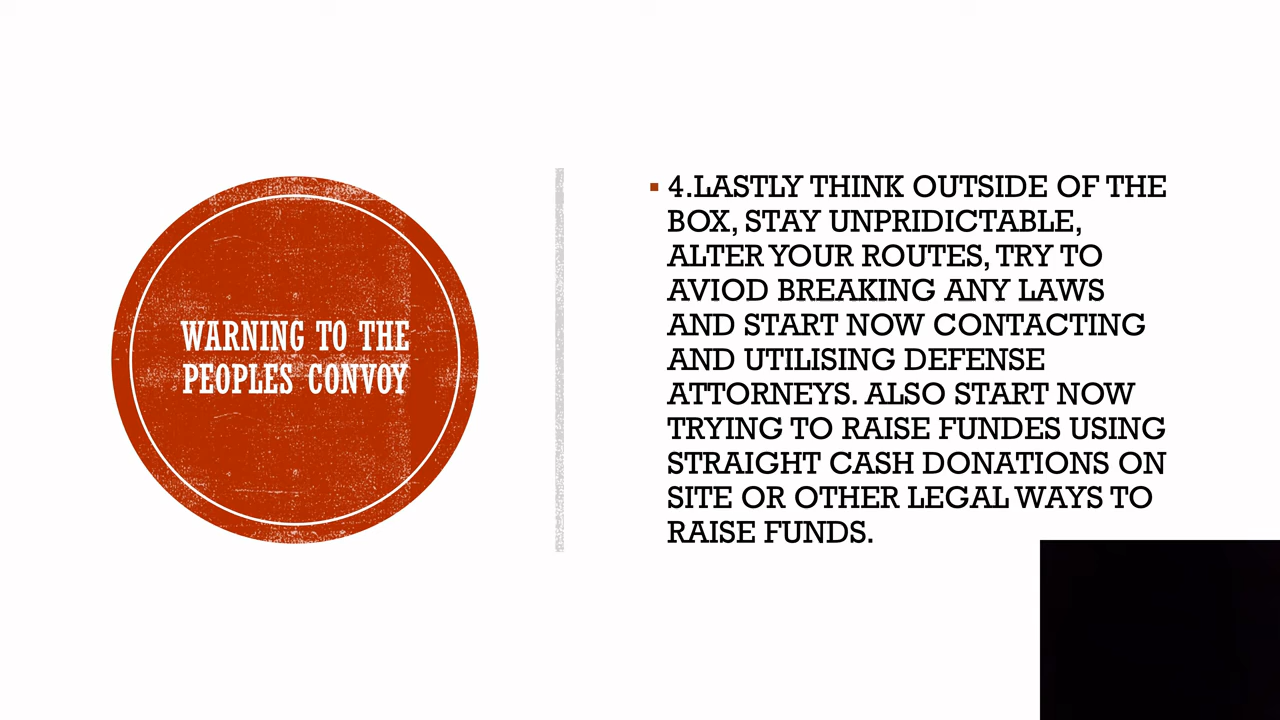 WARNING TO THE
PEOPLES CONVOY
4.LASTLY THINK OUTSIDE OF THE
BOX, STAY UNPRIDICTABLE,
ALTER YOUR ROUTES, TRY TO
AVIOD BREAKING ANY LAWS
AND START NOW CONTACTING
AND UTILISING DEFENSE
ATTORNEYS. ALSO START NOW
TRYING TO RAISE FUNDES USING
STRAIGHT CASH DONATIONS ON
SITE OR OTHER LEGAL WAYS TO
RAISE FUNDS.